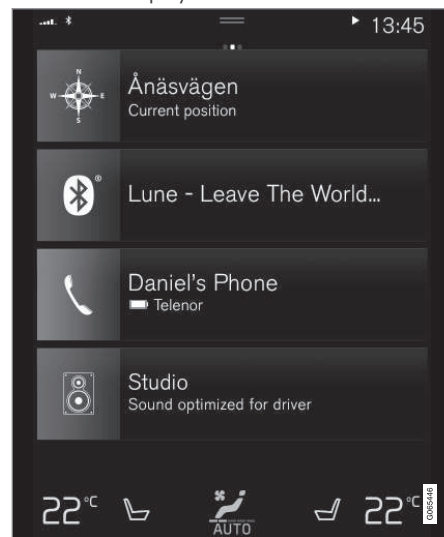 13:45
N
W E
S
Ånäsvägen
Current position
Lune - Leave The World...
Daniel's Phone
Telenor
Studio
Sound optimized for driver
22°C 22°C
AUTO
G065446